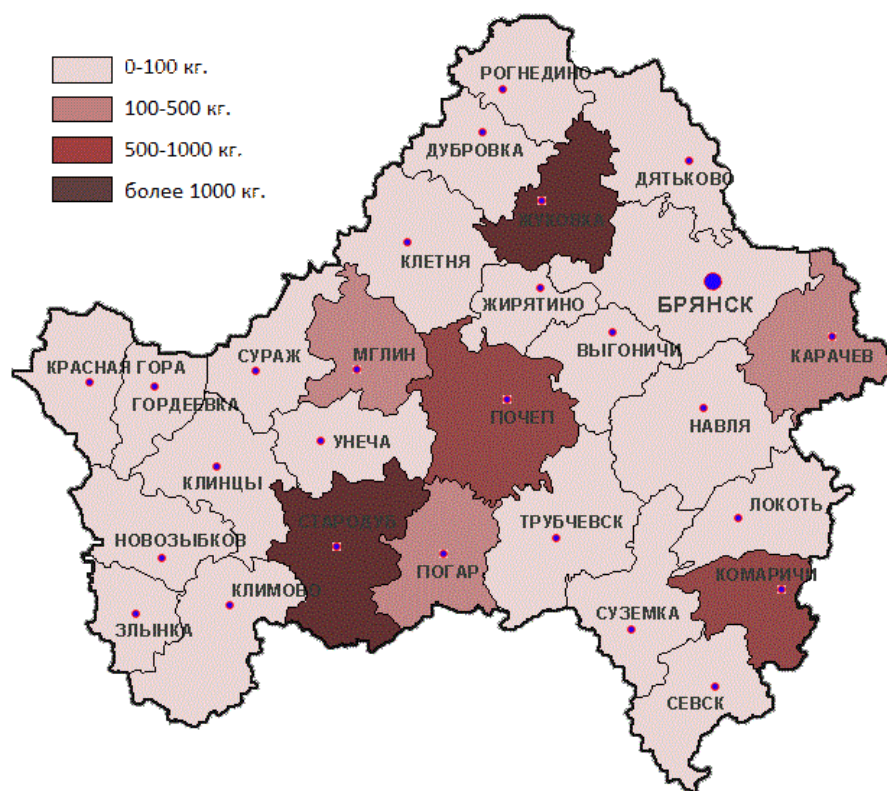 0-100 кг.
100-500 кг.
500-1000 кг.
более 1000 кг.
РОГНЕДИНО
ДУБРОВКА
ДЯТЬКОВО
ЖУКОВКА
КЛЕТНЯ
ЖИРЯТИНО
БРЯНСК
КРАСНАЯ ГОРА
СУРАЖ
МГЛИН
ВЫГОНИЧИ
КАРАЧЕВ
ГОРДЕЕВКА
ПОЧЕП
НАВЛЯ
УНЕЧА
КЛИНЦЫ
ЛОКОТЬ
СТАРОДУБ
ТРУБЧЕВСК
НОВОЗЫБКОВ
ПОГАР
КОМАРИЧИ
КЛИМОВО
СУЗЕМКА
ЗЛЫНКА
СЕВСК